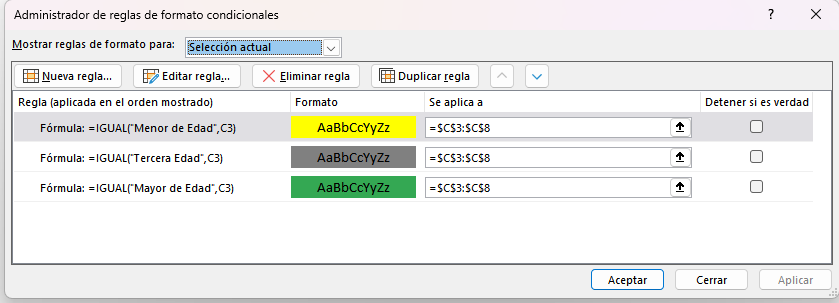 Administrador de reglas de formato condicionales ? X
Mostrar reglas de formato para: Selección actual
Nueva regla... Editar regla... Eliminar regla Duplicar regla
Regla (aplicada en el orden mostrado) Formato Se aplica a Detener si es verdad
Fórmula: =IGUAL("Menor de Edad",C3) AaBbCcYyZz =$C$3:$C$8
Fórmula: =IGUAL("Tercera Edad",C3) AaBbCcYyZz =$C$3:$C$8
Fórmula: =IGUAL("Mayor de Edad",C3) AaBbCcYyZz =$C$3:$C$8
Aceptar Cerrar Aplicar